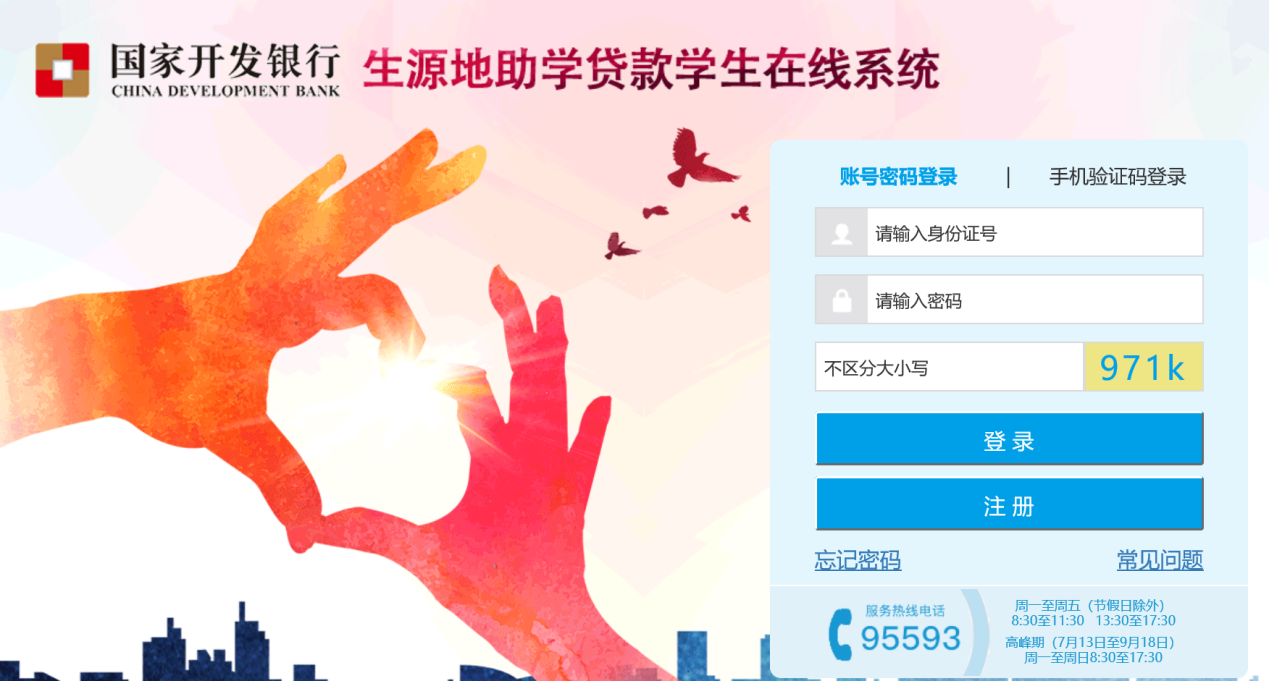 国家开发银行
CHINA DEVELOPMENT BANK
生源地助学贷款学生在线系统
账号密码登录 | 手机验证码登录
请输入身份证号
请输入密码
不区分大小写 971k
登 录
注 册
忘记密码 常见问题
服务热线电话
95593
周一至周五（节假日除外）
8:30至11:30 13:30至17:30
高峰期（7月13日至9月18日）
周一至周日8:30至17:30